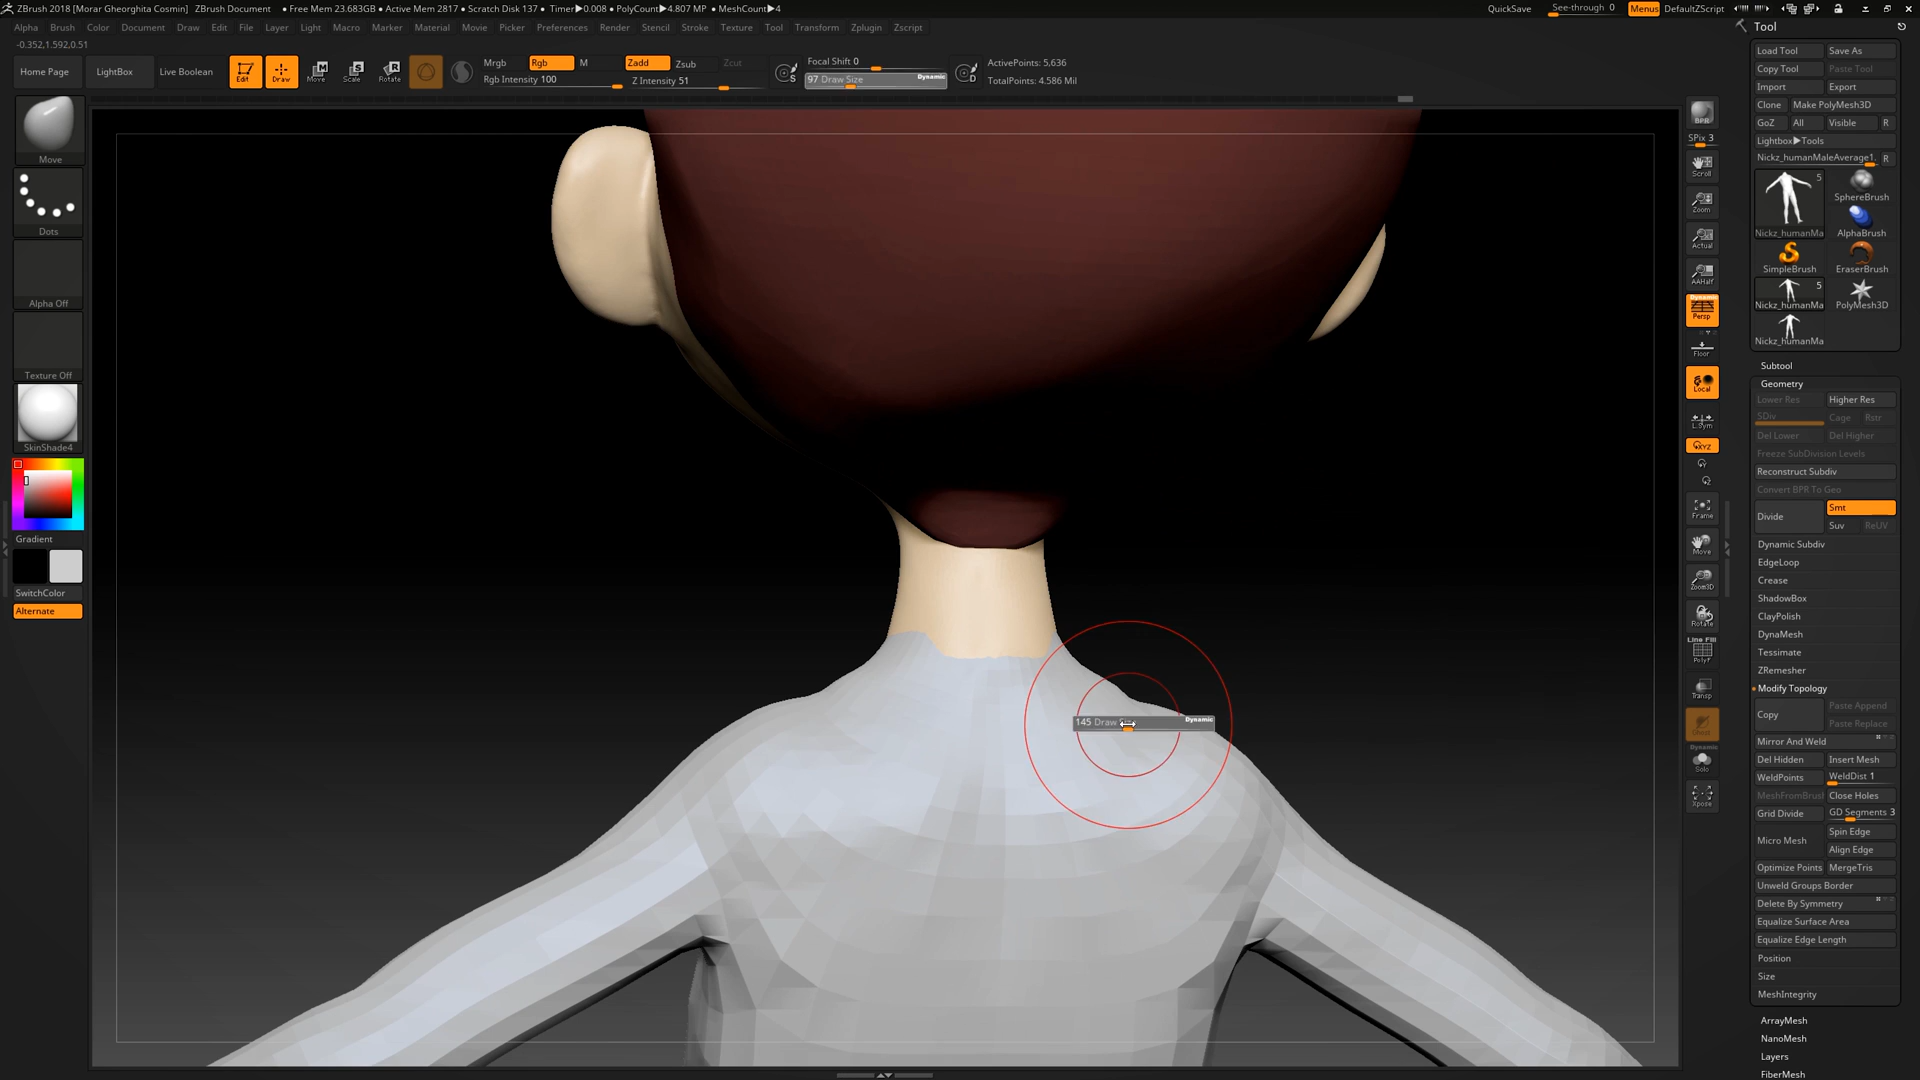 ZBrush 2018 [Morar Gheorghita Cosmin] ZBrush Document • Free Mem 23.683GB • Active Mem 2817 • Scratch Disk 137 • Timer▶0.008 • PolyCount▶4.807 MP • MeshCount▶4 QuickSave See-through 0 Menus DefaultZScript
Alpha Brush Color Document Draw Edit File Layer Light Macro Marker Material Movie Picker Preferences Render Stencil Stroke Texture Tool Transform Zplugin Zscript
-0.352,1.592,0.51
Home Page LightBox Live Boolean Edit Draw Move Scale Rotate
Mrgb Rgb M Zadd Zsub Zcut Focal Shift 0 ActivePoints: 5,636
Rgb Intensity 100 Z Intensity 51 97 Draw Size Dynamic TotalPoints: 4.586 Mil
Move
Dots
Alpha Off
Texture Off
SkinShade4
Gradient
SwitchColor
Alternate
145 Draw Dynamic
BPR
SPix 3
Scroll
Zoom
Actual
AAHalf
Dynamic
Persp
Floor
Local
L.Sym
XYZ
Frame
Move
Zoom3D
Rotate
Line Fill
PolyF
Transp
Ghost
Dynamic
Solo
Xpose
Tool
Load Tool Save As
Copy Tool Paste Tool
Import Export
Clone Make PolyMesh3D
GoZ All Visible R
Lightbox▶Tools
Nickz_humanMaleAverage1. R
5
Nickz_humanMa SphereBrush
AlphaBrush
SimpleBrush EraserBrush
5
Nickz_humanMa PolyMesh3D
Nickz_humanMa
Subtool
Geometry
Lower Res Higher Res
SDiv Cage Rstr
Del Lower Del Higher
Freeze SubDivision Levels
Reconstruct Subdiv
Convert BPR To Geo
Divide Smt
Suv ReUV
Dynamic Subdiv
EdgeLoop
Crease
ShadowBox
ClayPolish
DynaMesh
Tessimate
ZRemesher
Modify Topology
Copy Paste Append
Paste Replace
Mirror And Weld
Del Hidden Insert Mesh
WeldPoints WeldDist 1
MeshFromBrush Close Holes
Grid Divide GD Segments 3
Micro Mesh Spin Edge
Align Edge
Optimize Points MergeTris
Unweld Groups Border
Delete By Symmetry
Equalize Surface Area
Equalize Edge Length
Position
Size
MeshIntegrity
ArrayMesh
NanoMesh
Layers
FiberMesh